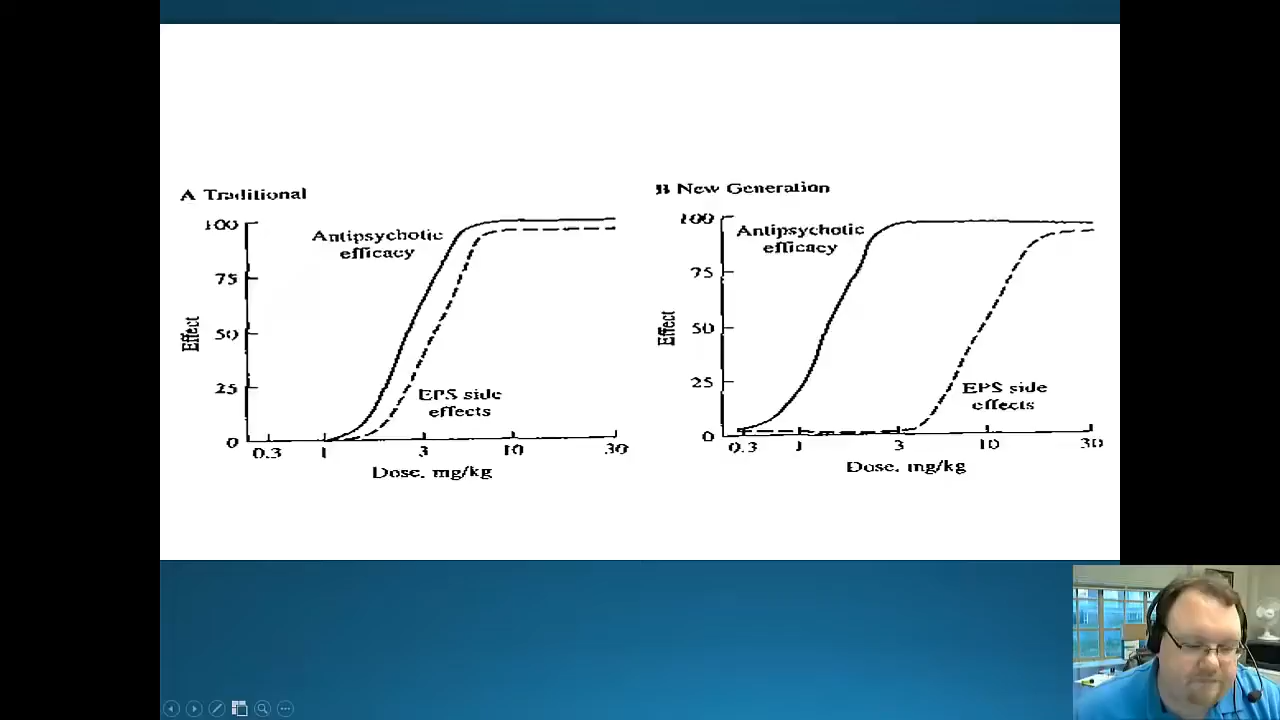 A Traditional
100
Antipsychotic
efficacy
75
Effect
50
25
EPS side
effects
0
0.3 1 3 10 30
Dose, mg/kg
B New Generation
100
Antipsychotic
efficacy
75
Effect
50
25
EPS side
effects
0
0.3 1 3 10 30
Dose, mg/kg